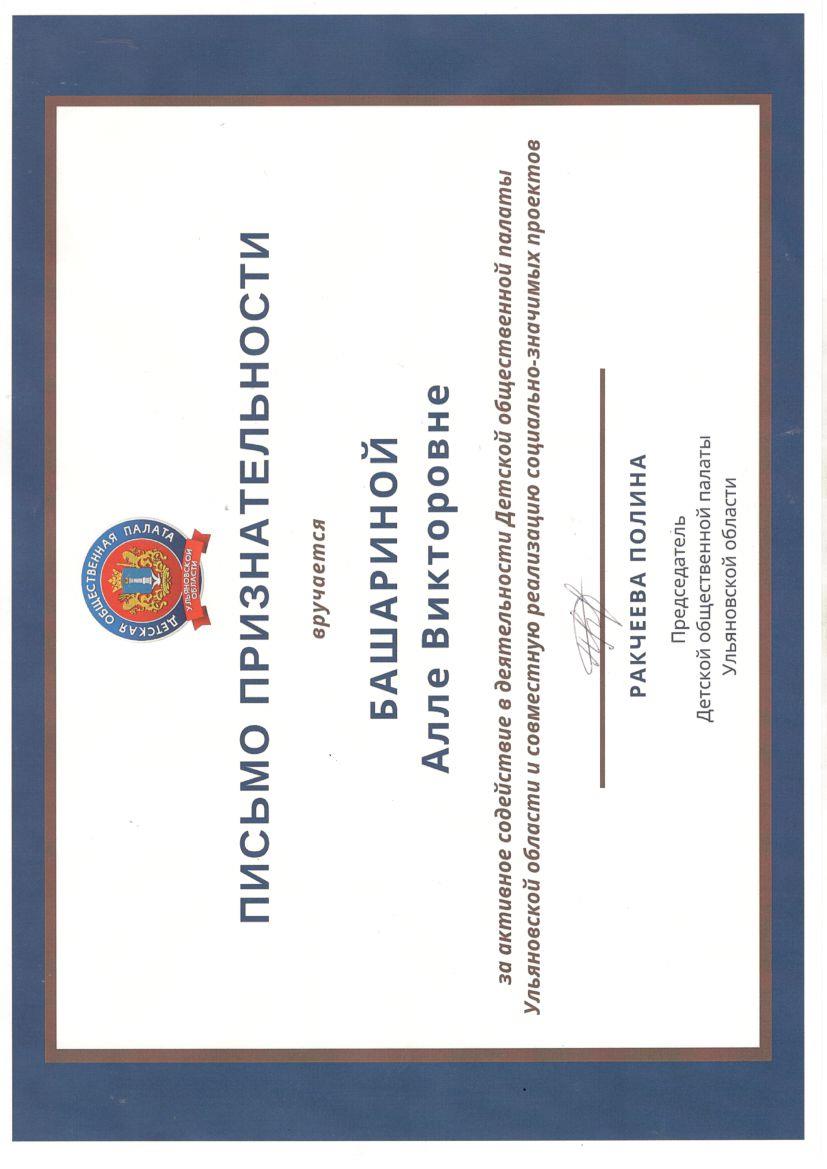 ДЕТСКАЯ ОБЩЕСТВЕННАЯ ПАЛАТА
УЛЬЯНОВСКОЙ
ОБЛАСТИ
ПИСЬМО ПРИЗНАТЕЛЬНОСТИ
вручается
БАШАРИНОЙ
Алле Викторовне
за активное содействие в деятельности Детской общественной палаты
Ульяновской области и совместную реализацию социально-значимых проектов
РАКЧЕЕВА ПОЛИНА
Председатель
Детской общественной палаты
Ульяновской области